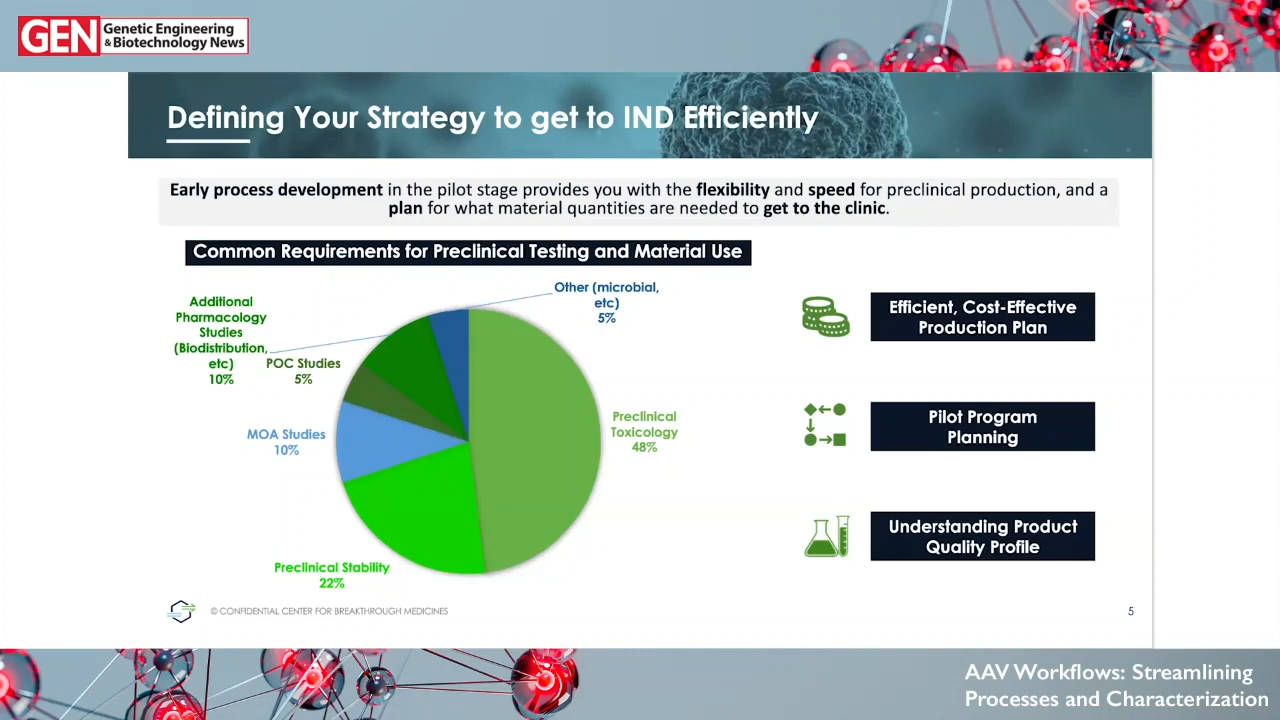 GEN Genetic Engineering
& Biotechnology News
Defining Your Strategy to get to IND Efficiently
Early process development in the pilot stage provides you with the flexibility and speed for preclinical production, and a
plan for what material quantities are needed to get to the clinic.
Common Requirements for Preclinical Testing and Material Use
Other (microbial,
etc)
5%
Additional
Pharmacology
Studies
(Biodistribution,
etc)
10%
POC Studies
5%
MOA Studies
10%
Preclinical
Toxicology
48%
Preclinical Stability
22%
Efficient, Cost-Effective
Production Plan
Pilot Program
Planning
Understanding Product
Quality Profile
© CONFIDENTIAL CENTER FOR BREAKTHROUGH MEDICINES
5
AAV Workflows: Streamlining
Processes and Characterization